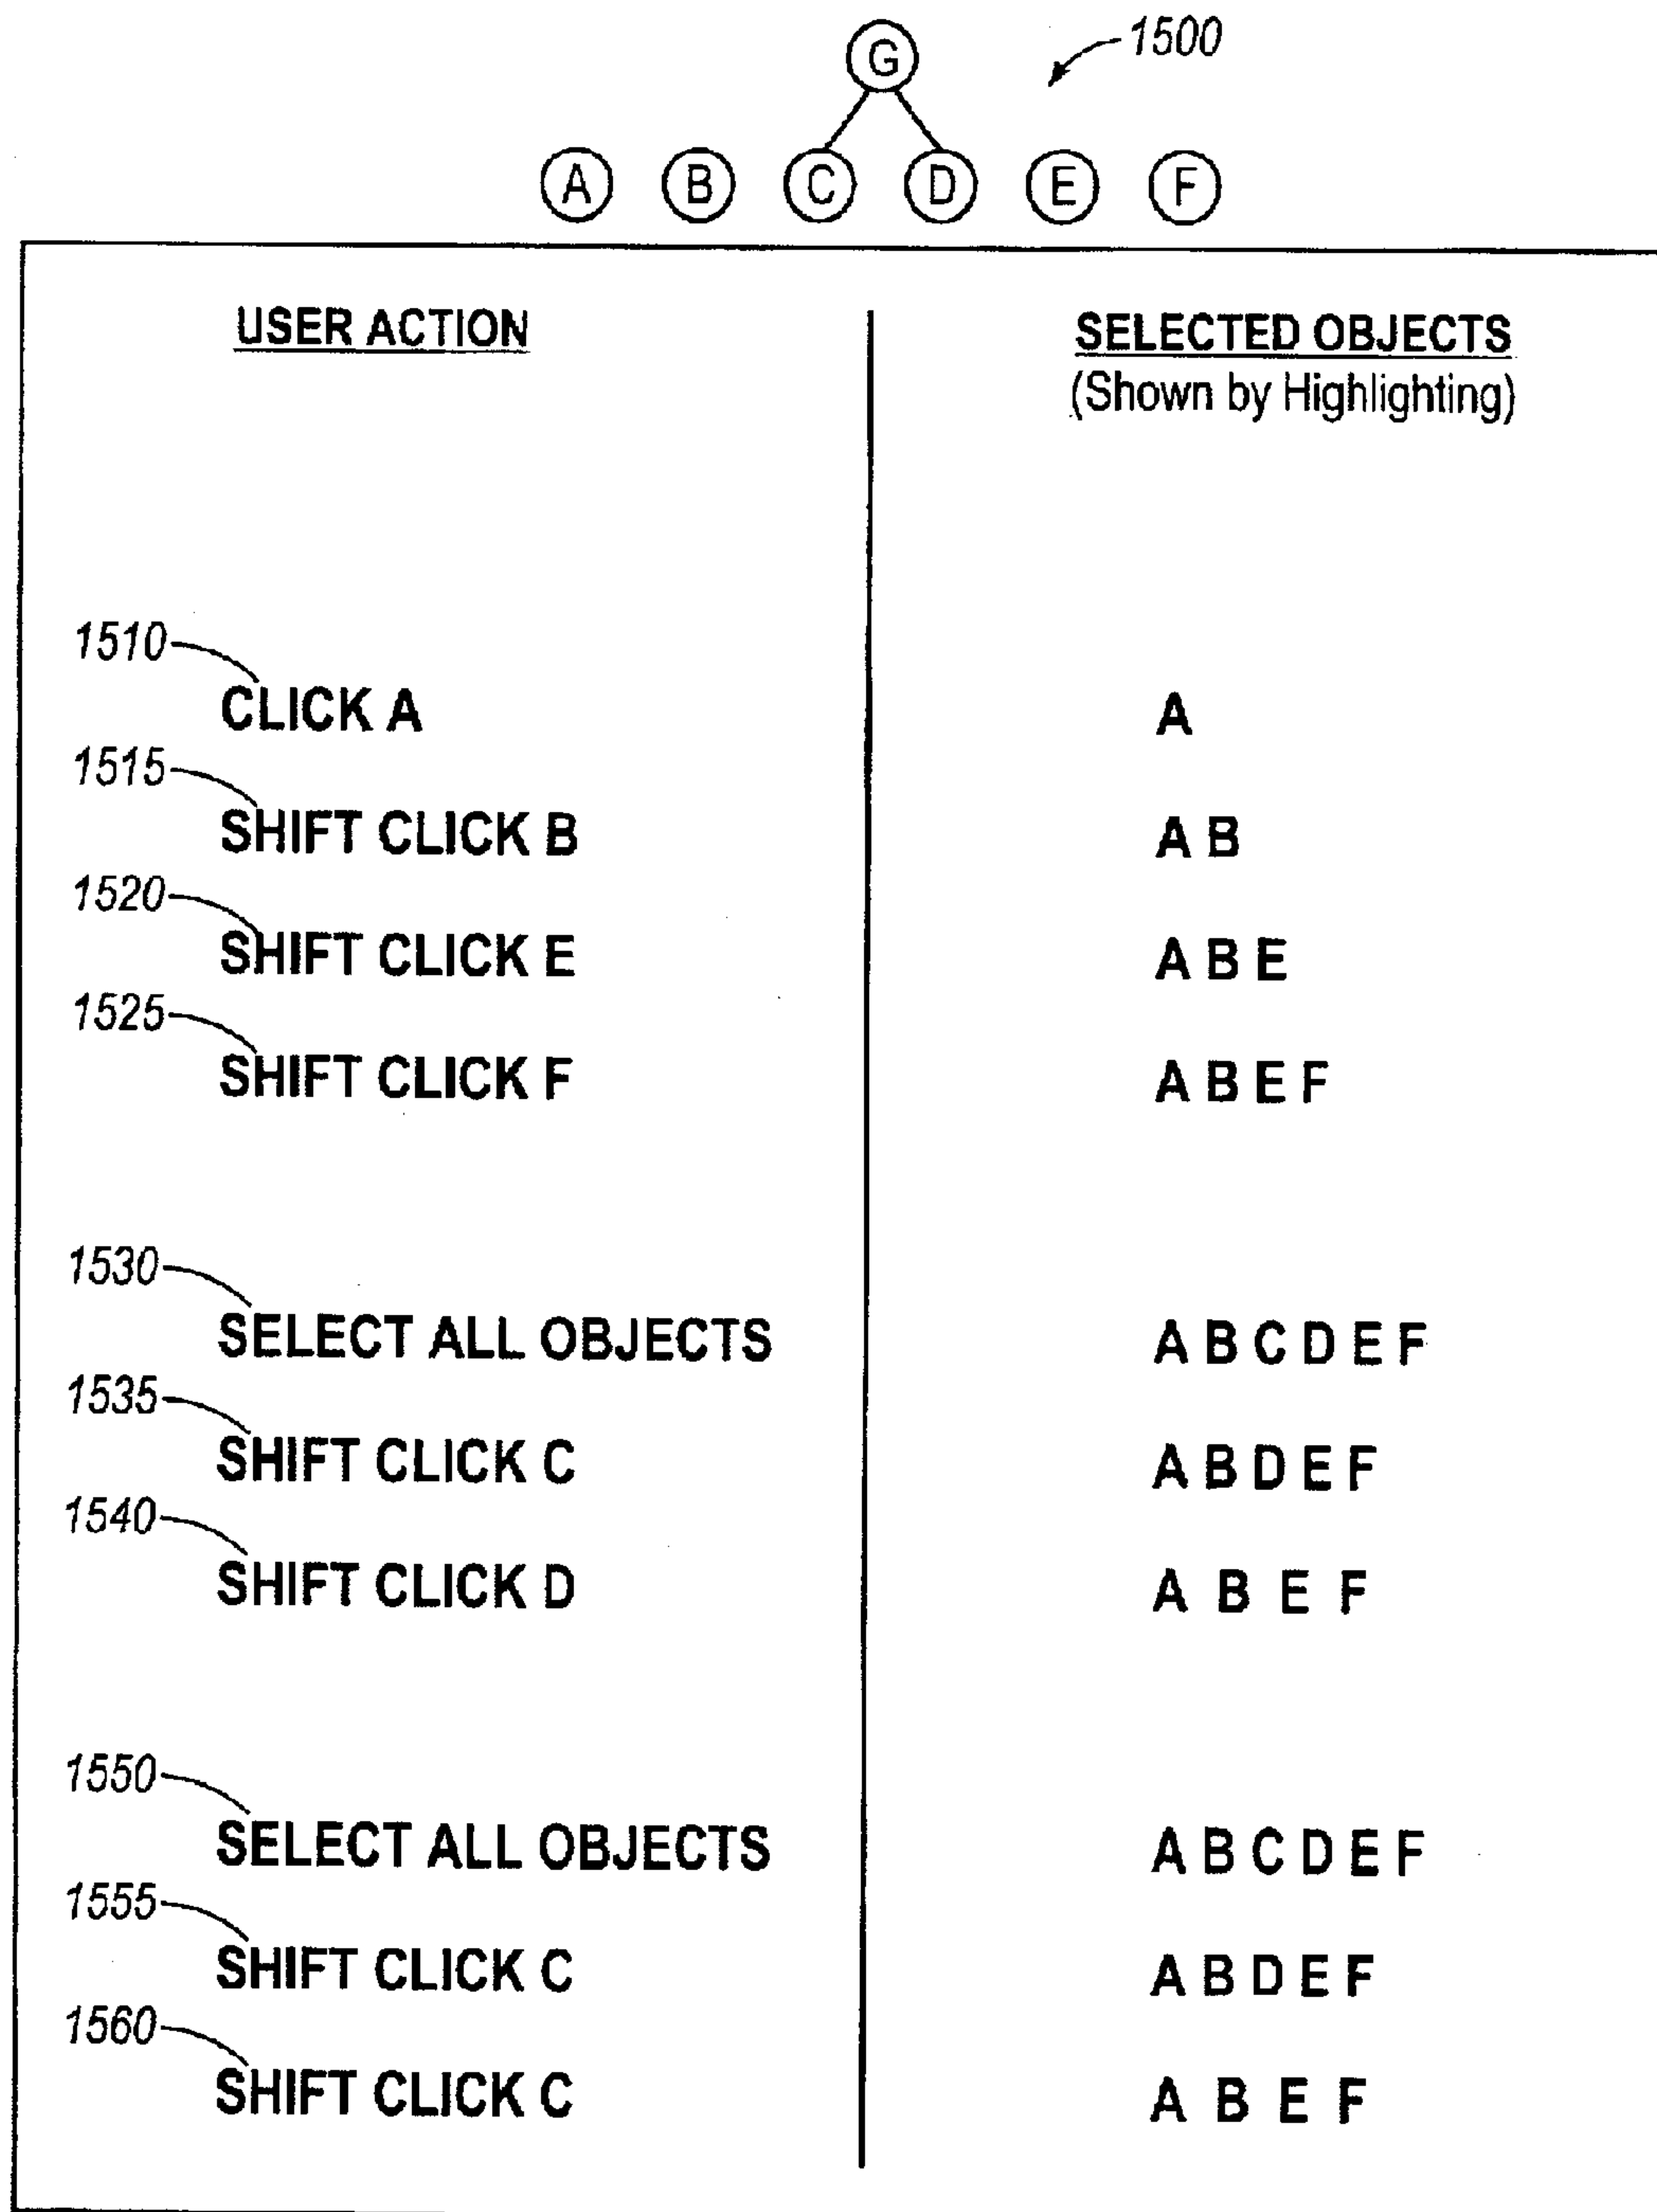 1500
G
A B C D E F
USER ACTION
SELECTED OBJECTS
(Shown by Highlighting)
1510
CLICK A
A
1515
SHIFT CLICK B
A B
1520
SHIFT CLICK E
A B E
1525
SHIFT CLICK F
A B E F
1530
SELECT ALL OBJECTS
A B C D E F
1535
SHIFT CLICK C
A B D E F
1540
SHIFT CLICK D
A B E F
1550
SELECT ALL OBJECTS
A B C D E F
1555
SHIFT CLICK C
A B D E F
1560
SHIFT CLICK C
A B E F